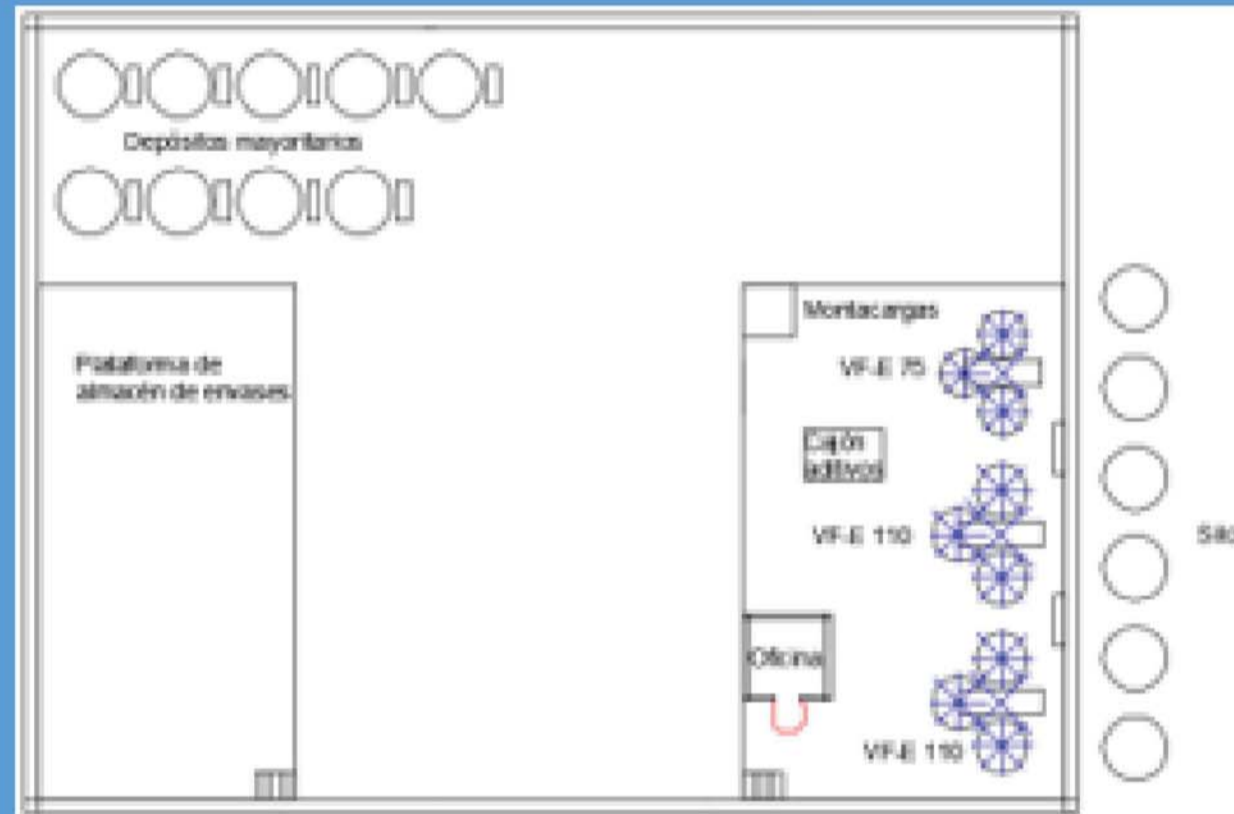 Depósitos mayoritarios
Montacargas
Plataforma de
almacén de envases
VF-E 75
Cajón
aditivos
VF-E 110
Oficina
VF-E 110